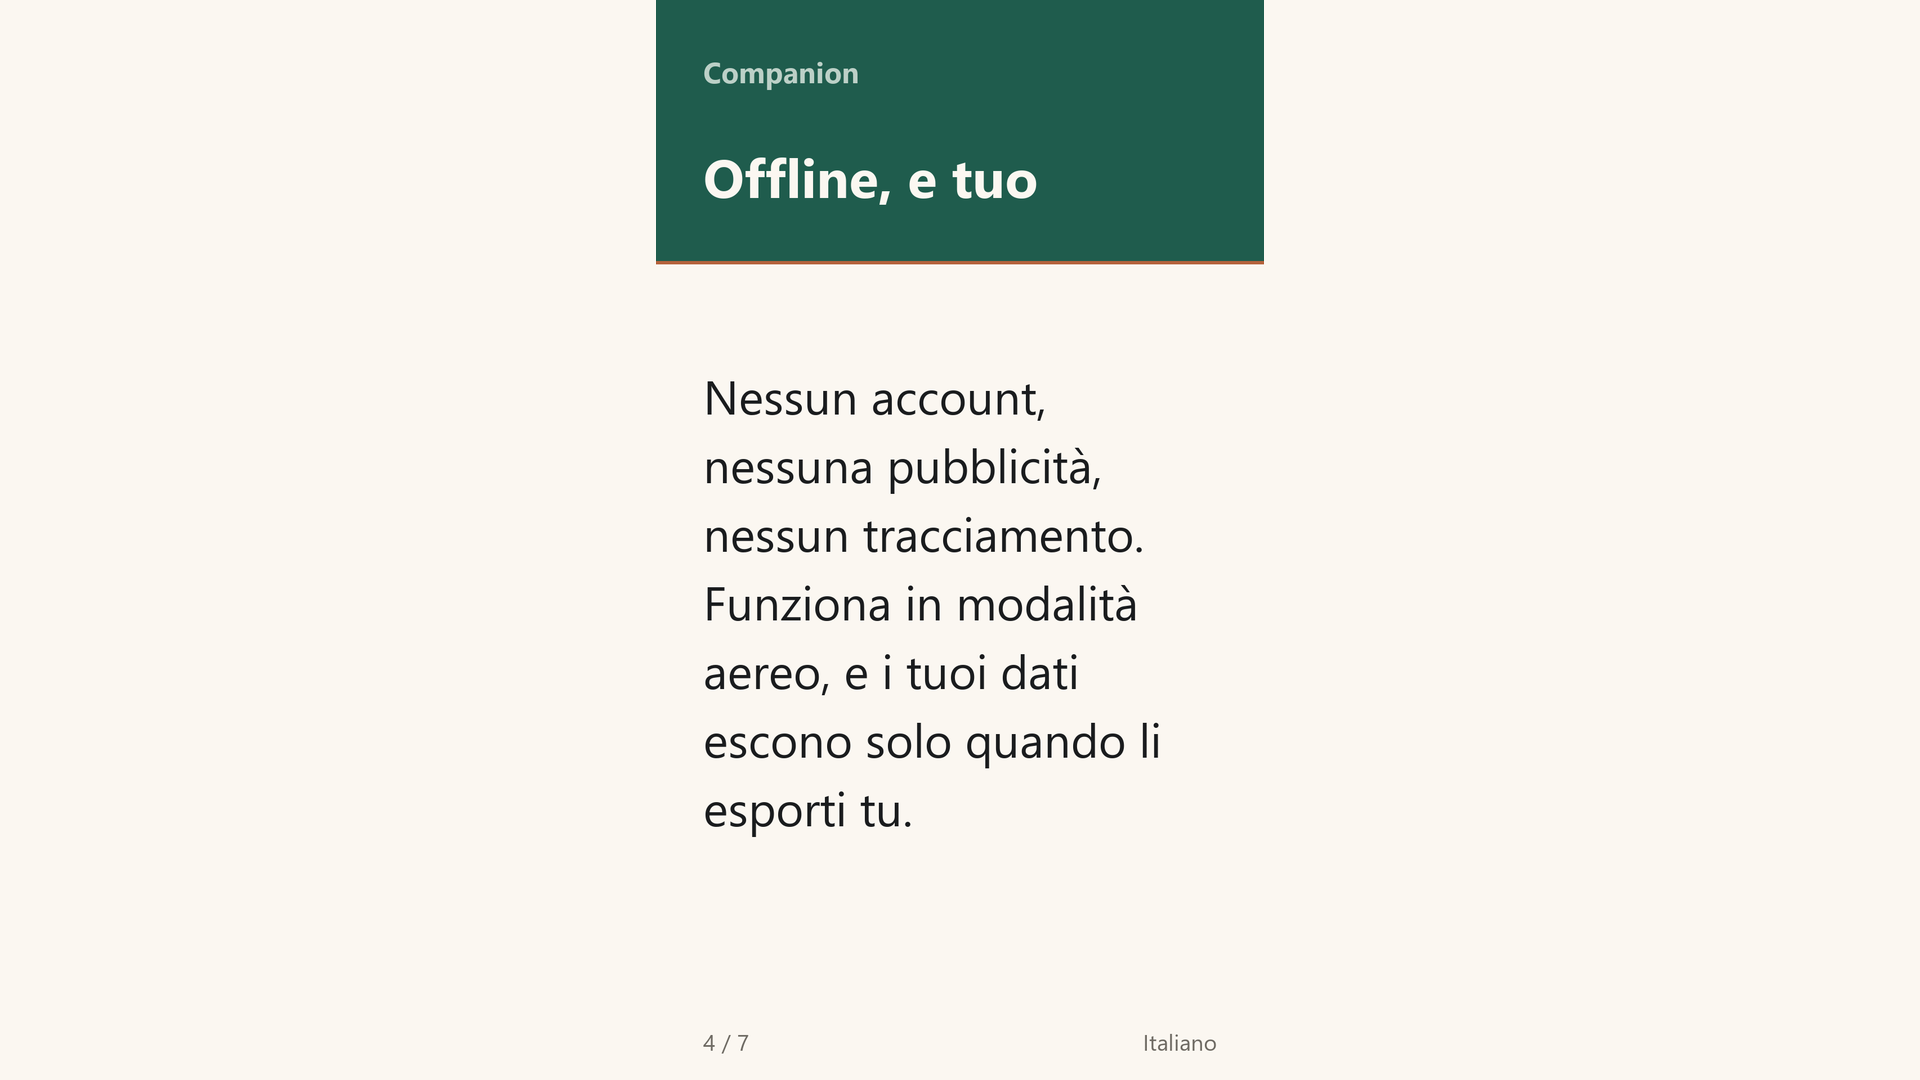 Companion
Offline, e tuo
Nessun account,
nessuna pubblicità,
nessun tracciamento.
Funziona in modalità
aereo, e i tuoi dati
escono solo quando li
esporti tu.
4 / 7
Italiano